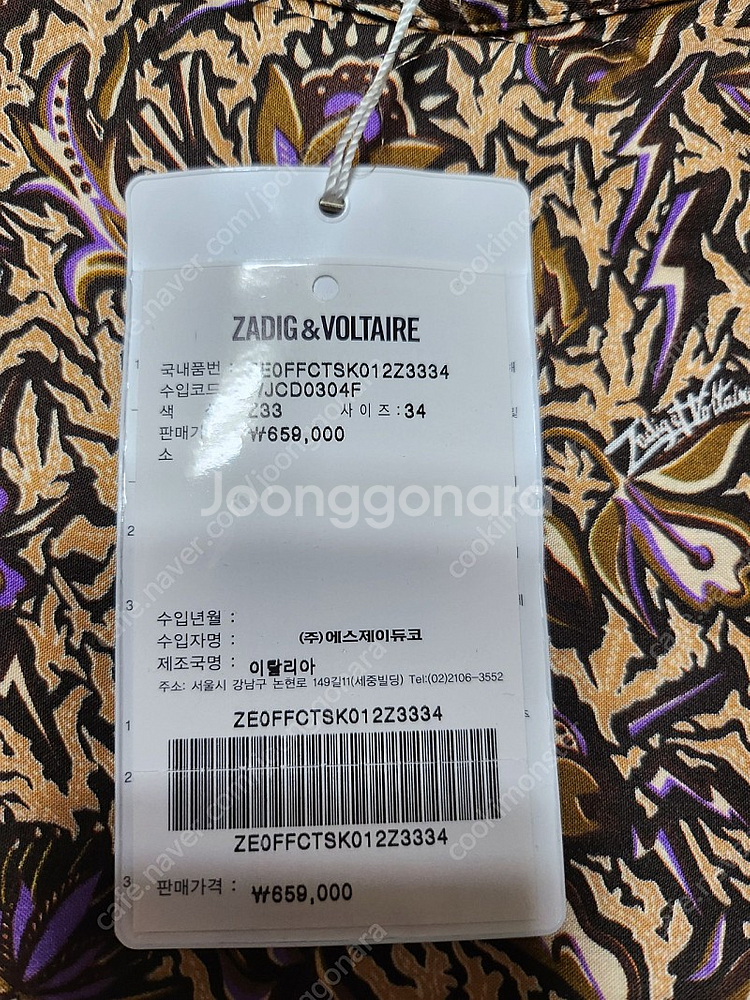 ZADIG&VOLTAIRE
국내품번 : ZE0FFCTSK012Z3334
수입코드 JCD0304F
색 Z33 사이즈:34
판매가 ₩659,000
소
Zadig & Voltaire
Joonggonara
수입년월 :
수입자명 : (주)에스제이듀코
제조국명 : 이탈리아
주소: 서울시 강남구 논현로 149길11(세중빌딩) Tel:(02)2106-3552
ZE0FFCTSK012Z3334
ZE0FFCTSK012Z3334
판매가격 : ₩659,000
1
2
3
1
2
3
cafe.naver.com/joonggonara
cookimons